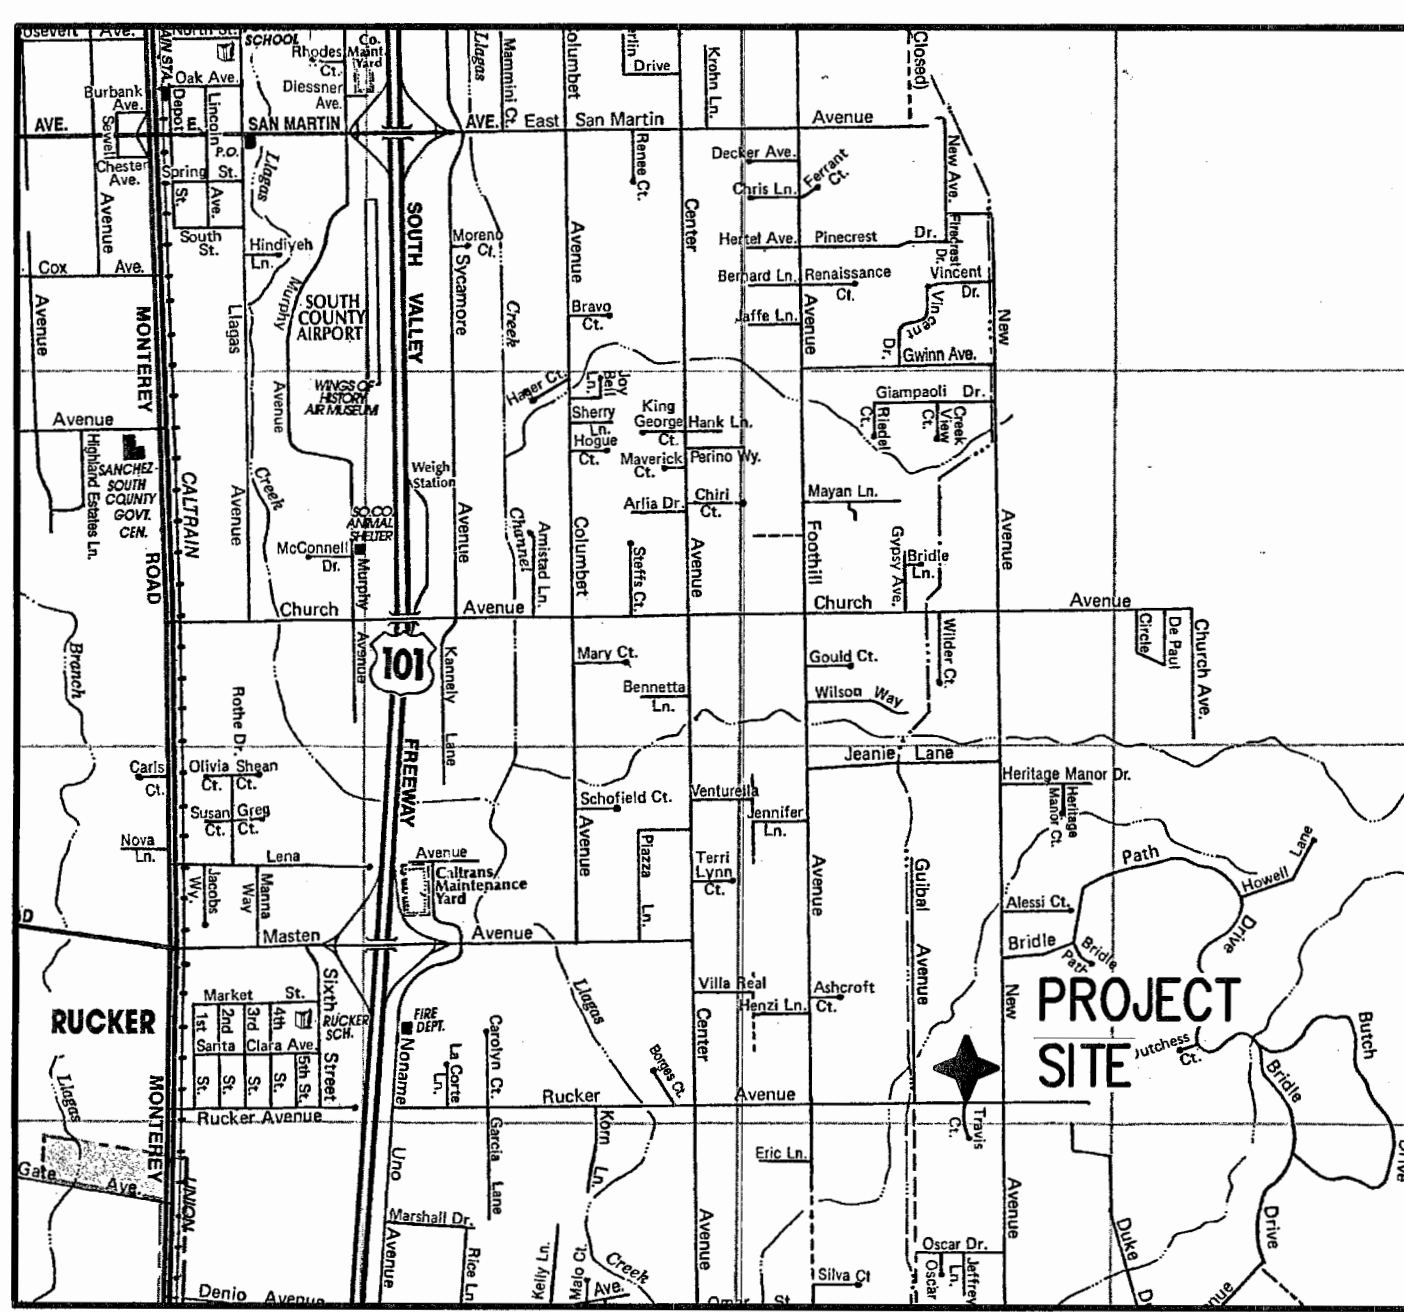 Ave.
North St.
SCHOOL
Rhodes
Ct.
Co.
Maint
Yard
Llagas
Mammini Ct.
Drive
Krohn Ln.
Closed)
Oak Ave.
Diessner
Ave.
Burbank
Ave.
Sewell
Depot
Lincoln
AVE.
E.
SAN MARTIN
AVE.
East
San Martin
Avenue
P.O.
Chester
Ave.
Spring St.
St.
Ave.
Llagas
Renee Ct.
Decker Ave.
Chris Ln.
Ferrant
Ct.
New Ave.
Avenue
South
St.
Hindiyeh
Ln.
SOUTH VALLEY
Moreno
Ct.
Sycamore
Avenue
Center
Hertel Ave.
Pinecrest
Dr.
Firecrest
Dr.
Cox
Ave.
Bernard Ln.
Renaissance
Ct.
Vincent
Dr.
Avenue
MONTEREY
Llagas
Murphy
SOUTH
COUNTY
AIRPORT
Creek
Bravo
Ct.
Jaffe Ln.
Avenue
Vincent
Dr.
New
Gwinn Ave.
WINGS OF
HISTORY
AIR MUSEUM
Avenue
Hager Ct.
Joy
Bell
Ln.
Giampaoli Dr.
Riedel
Ct.
Creek
View
Ct.
Avenue
Sherry
Ln.
King
George
Ct.
Hank Ln.
Hogue
Ct.
Maverick
Ct.
Perino Wy.
Highland Estates Ln.
SANCHEZ
SOUTH
COUNTY
GOVT.
CEN.
CALTRAIN
Avenue
Creek
Weigh
Station
Arlia Dr.
Chiri
Ct.
Mayan Ln.
SO.CO.
ANIMAL
SHELTER
Avenue
Channel
Amistad Ln.
Columbet
Steffs Ct.
Avenue
Foothill
Gypsy Ave.
Bridle
Ln.
Avenue
ROAD
McConnell
Dr.
Murphy
Church
Avenue
Church
Avenue
Circle
De Paul
Church Ave.
Branch
Avenue
101
Kannely
Lane
Mary Ct.
Bennetta
Ln.
Gould Ct.
Wilson Way
Wilder Ct.
Rothe Dr.
FREEWAY
Jeanie Lane
Carls
Ct.
Olivia
Ct.
Shean
Ct.
Heritage Manor Dr.
Heritage
Manor Ct.
Susan
Ct.
Greg
Ct.
Schofield Ct.
Venturella
Jennifer
Ln.
Nova
Ln.
Lena
Avenue
Avenue
Piazza
Ln.
Terri
Lynn
Ct.
Avenue
Guibal
Avenue
Path
Howell
Lane
Jacobs
Wy.
Manna
Way
Caltrans
Maintenance
Yard
Alessi Ct.
Drive
Masten
Avenue
Bridle
Bridle
Path
Villa Real
Henzi Ln.
Ashcroft
Ct.
New
PROJECT
SITE
RUCKER
Market St.
1st
2nd
3rd
4th
Sixth
Street
RUCKER
SCH.
Santa Clara Ave.
St.
St.
St.
St.
5th St.
FIRE
DEPT.
Noname
La Corte
Ln.
Carolyn Ct.
Llagas
Borges Ct.
Center
Butch
Bridle
Llagas
MONTEREY
Rucker Avenue
Rucker
Avenue
Travis
Ct.
Garcia
Lane
Korn
Ln.
Eric Ln.
Gate
Ave.
UNION
Uno
Avenue
Marshall Dr.
Rice Ln
Kelly Ln.
Malo Ct.
Ave.
Creek
Avenue
Avenue
Oscar Dr.
Oscar
Ln.
Jeffrey
Duke
Drive
Denio Avenue
Silva Ct
St.